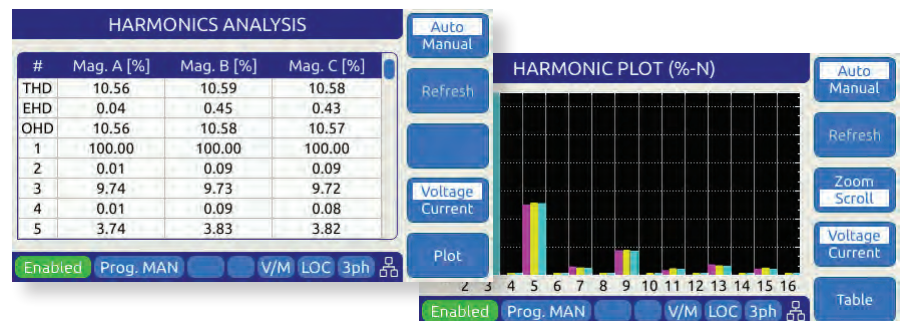 HARMONICS ANALYSIS
Auto
Manual
# Mag. A [%] Mag. B [%] Mag. C [%]
THD 10.56 10.59 10.58
EHD 0.04 0.45 0.43
OHD 10.56 10.58 10.57
1 100.00 100.00 100.00
2 0.01 0.09 0.09
3 9.74 9.73 9.72
4 0.01 0.09 0.08
5 3.74 3.83 3.82
Refresh
Voltage
Current
Plot
Enabled Prog. MAN V/M LOC 3ph
HARMONIC PLOT (%-N)
Auto
Manual
Refresh
Zoom
Scroll
Voltage
Current
Table
2 3 4 5 6 7 8 9 10 11 12 13 14 15 16
Enabled Prog. MAN V/M LOC 3ph